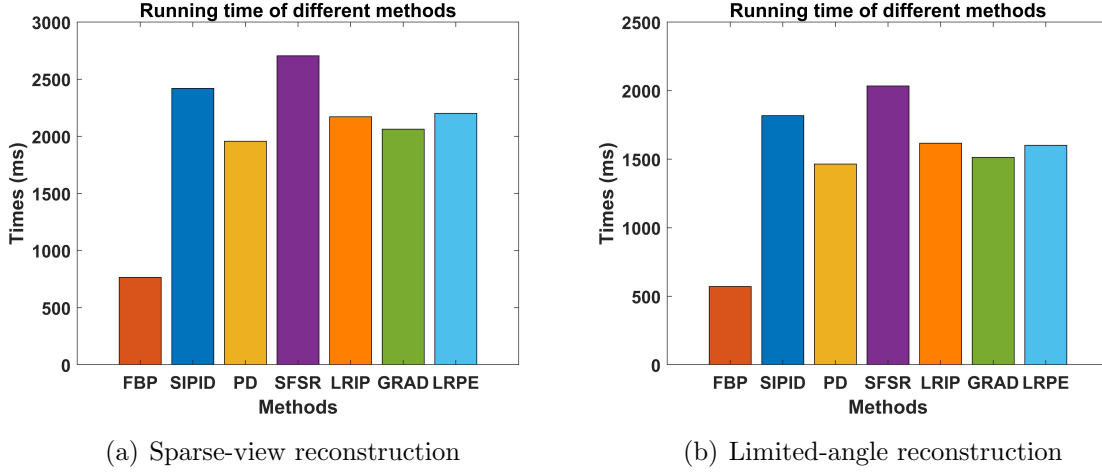 Running time of different methods
3000
2500
2000
1500
1000
500
0
Times (ms)
FBP SIPID PD SFSR LRIP GRAD LRPE
Methods
(a) Sparse-view reconstruction
Running time of different methods
2500
2000
1500
1000
500
0
Times (ms)
FBP SIPID PD SFSR LRIP GRAD LRPE
Methods
(b) Limited-angle reconstruction